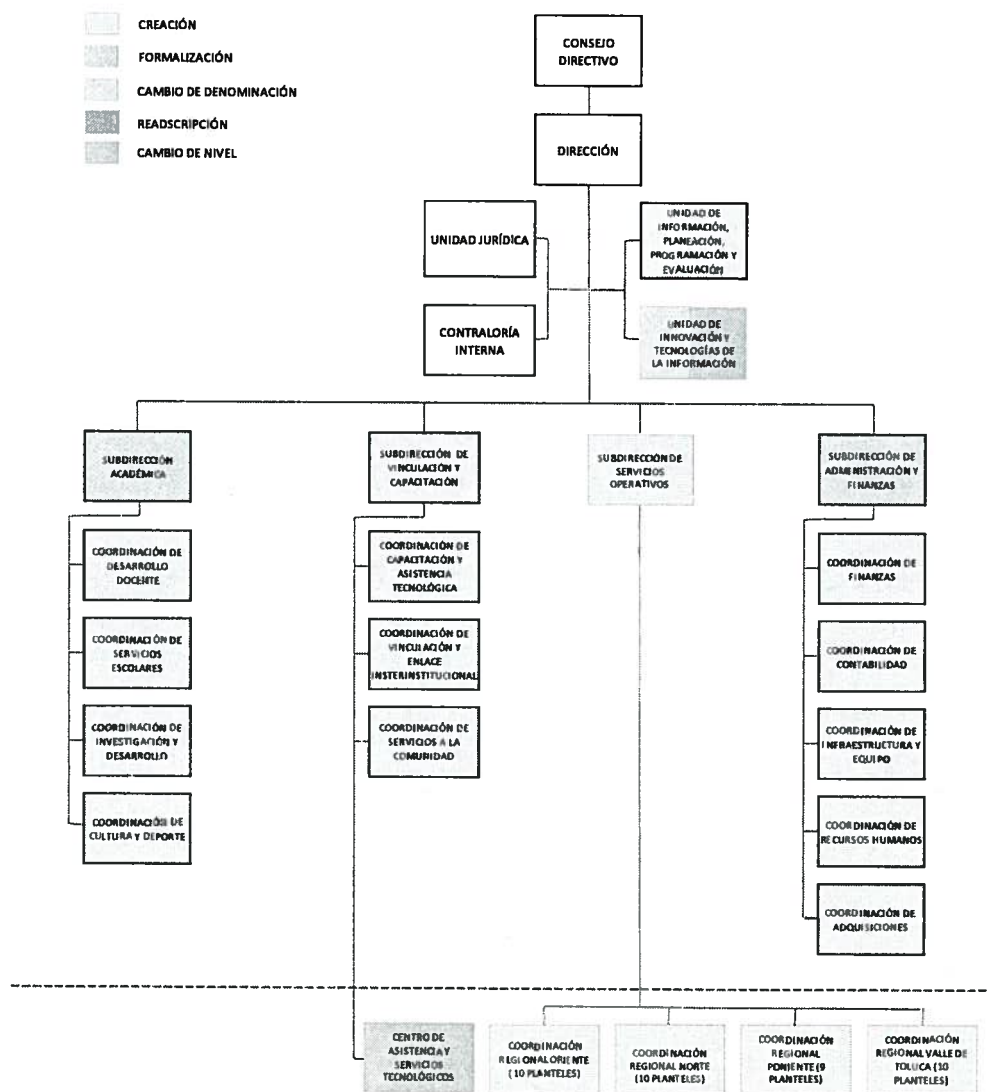 CREACIÓN
FORMALIZACIÓN
CAMBIO DE DENOMINACIÓN
READSCRIPCIÓN
CAMBIO DE NIVEL
CONSEJO
DIRECTIVO
DIRECCIÓN
UNIDAD JURÍDICA
UNIDAD DE
INFORMACIÓN,
PLANEACIÓN,
PROGRAMACIÓN Y
EVALUACIÓN
CONTRALORÍA
INTERNA
UNIDAD DE
INNOVACIÓN Y
TECNOLOGÍAS DE
LA INFORMACIÓN
SUBDIRECCIÓN
ACADÉMICA
SUBDIRECCIÓN DE
VINCULACIÓN Y
CAPACITACIÓN
SUBDIRECCIÓN DE
SERVICIOS
OPERATIVOS
SUBDIRECCIÓN DE
ADMINISTRACIÓN Y
FINANZAS
COORDINACIÓN DE
DESARROLLO
DOCENTE
COORDINACIÓN DE
SERVICIOS
ESCOLARES
COORDINACIÓN DE
INVESTIGACIÓN Y
DESARROLLO
COORDINACIÓN DE
CULTURA Y DEPORTE
COORDINACIÓN DE
CAPACITACIÓN Y
ASISTENCIA
TECNOLÓGICA
COORDINACIÓN DE
VINCULACIÓN Y
ENLACE
INSTERINSTITUCIONAL
COORDINACIÓN DE
SERVICIOS A LA
COMUNIDAD
COORDINACIÓN DE
FINANZAS
COORDINACIÓN DE
CONTABILIDAD
COORDINACIÓN DE
INFRAESTRUCTURA Y
EQUIPO
COORDINACIÓN DE
RECURSOS HUMANOS
COORDINACIÓN DE
ADQUISICIONES
CENTRO DE
ASISTENCIA Y
SERVICIOS
TECNOLÓGICOS
COORDINACIÓN
REGIONAL ORIENTE
(10 PLANTELES)
COORDINACIÓN
REGIONAL NORTE
(10 PLANTELES)
COORDINACIÓN
REGIONAL
PONIENTE (9
PLANTELES)
COORDINACIÓN
REGIONAL VALLE DE
TOLUCA (10
PLANTELES)